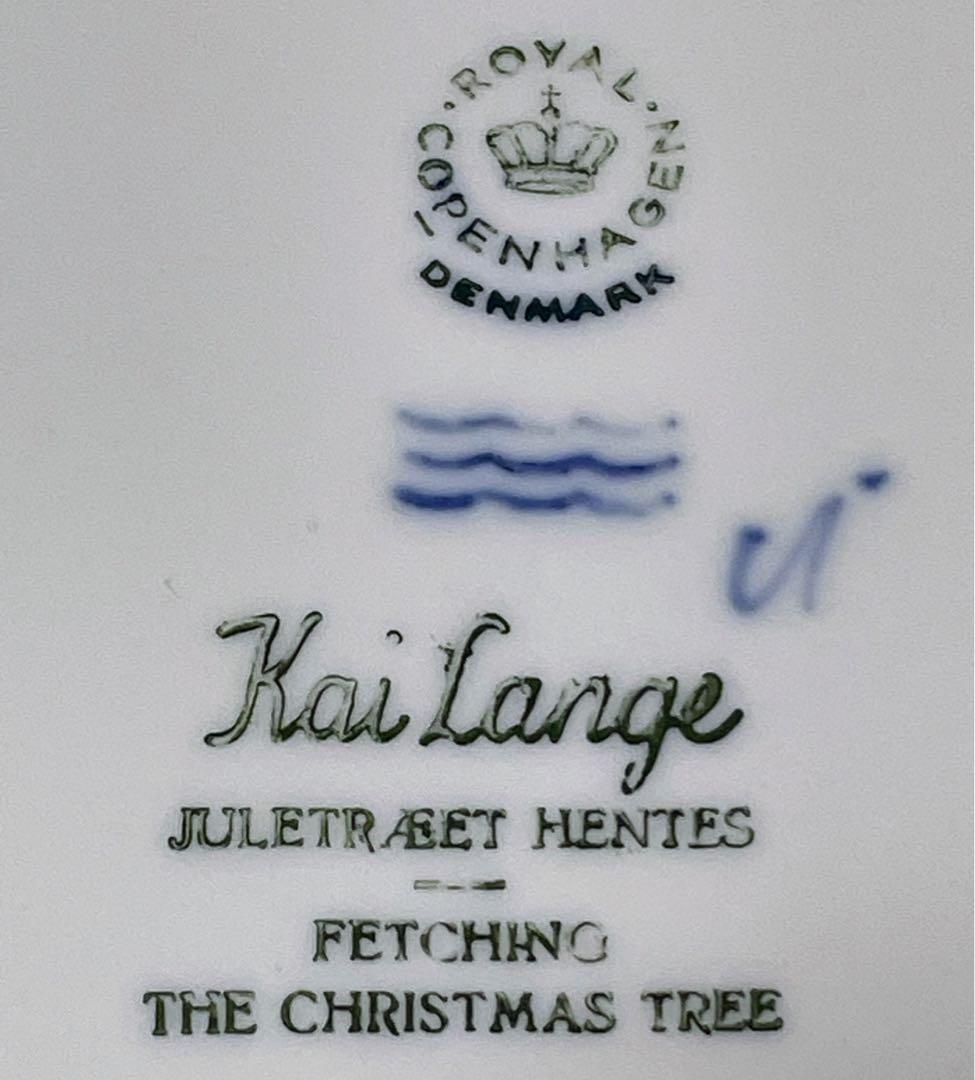 ROYAL
COPENHAGEN
DENMARK
Kai Lange
JULETRÆET HENTES
FETCHING
THE CHRISTMAS TREE